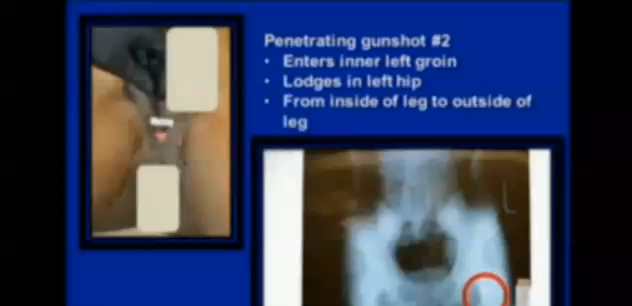 Penetrating gunshot #2
• Enters inner left groin
• Lodges in left hip
• From inside of leg to outside of
leg
L